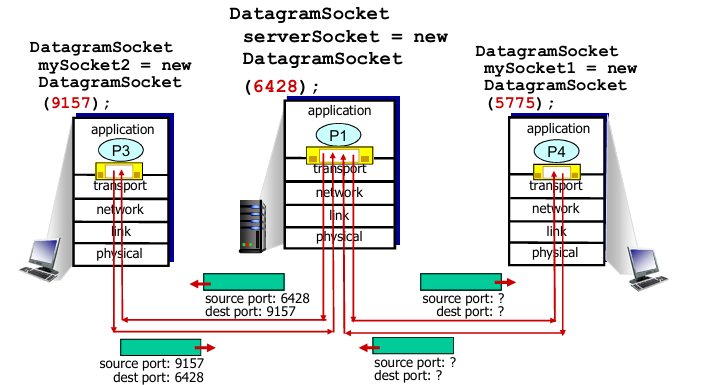 DatagramSocket
serverSocket = new
DatagramSocket
(6428);
DatagramSocket
mySocket2 = new
DatagramSocket
(9157);
DatagramSocket
mySocket1 = new
DatagramSocket
(5775);
application
P3
transport
network
link
physical
application
P1
transport
network
link
physical
application
P4
transport
network
link
physical
source port: 6428
dest port: 9157
source port: ?
dest port: ?
source port: 9157
dest port: 6428
source port: ?
dest port: ?